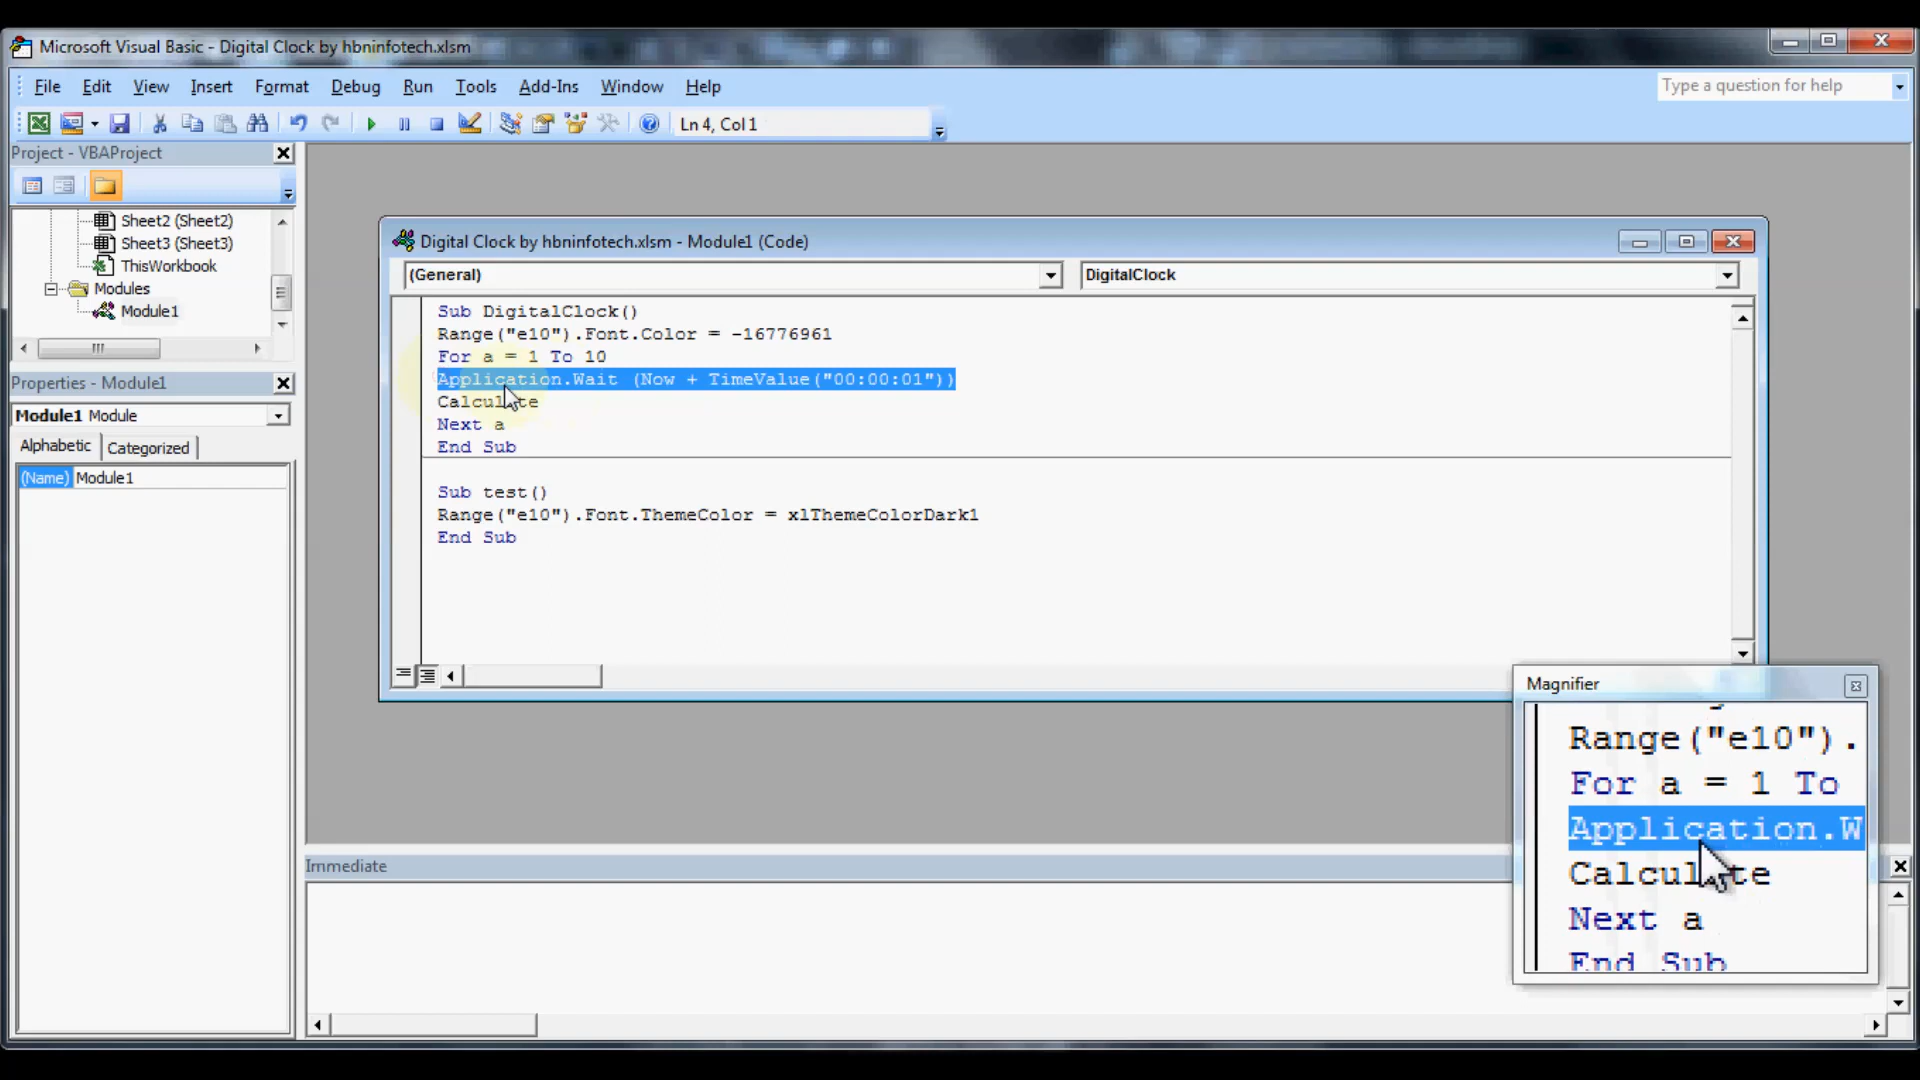 Microsoft Visual Basic - Digital Clock by hbninfotech.xlsm
File Edit View Insert Format Debug Run Tools Add-Ins Window Help
Type a question for help
Ln 4, Col 1
Project - VBAProject
Sheet2 (Sheet2)
Sheet3 (Sheet3)
ThisWorkbook
Modules
Module1
Properties - Module1
Module1 Module
Alphabetic Categorized
(Name) Module1
Digital Clock by hbninfotech.xlsm - Module1 (Code)
(General) DigitalClock
Sub DigitalClock()
Range("e10").Font.Color = -16776961
For a = 1 To 10
Application.Wait (Now + TimeValue("00:00:01"))
Calculate
Next a
End Sub
Sub test()
Range("e10").Font.ThemeColor = xlThemeColorDark1
End Sub
Immediate
Magnifier
Range("e10").
For a = 1 To
Application.W
Calculate
Next a
End Sub